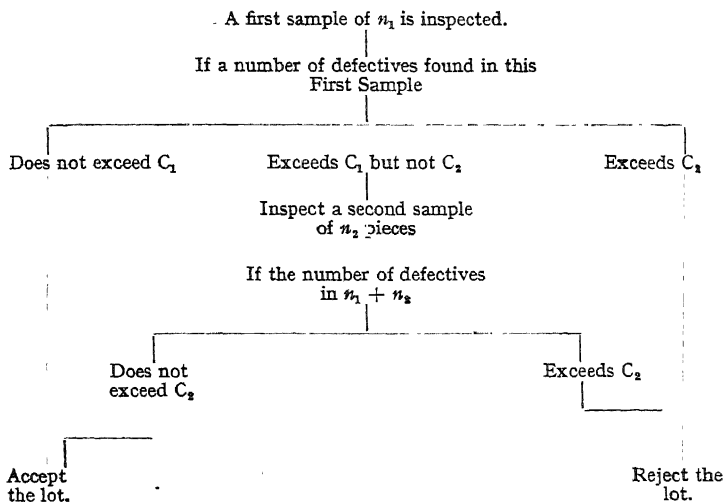 A first sample of n₁ is inspected.
If a number of defectives found in this
First Sample
Does not exceed C₁
Exceeds C₁ but not C₂
Exceeds C₂
Inspect a second sample
of n₂ pieces
If the number of defectives
in n₁ + n₂
Does not
exceed C₂
Exceeds C₂
Accept
the lot.
Reject the
lot.